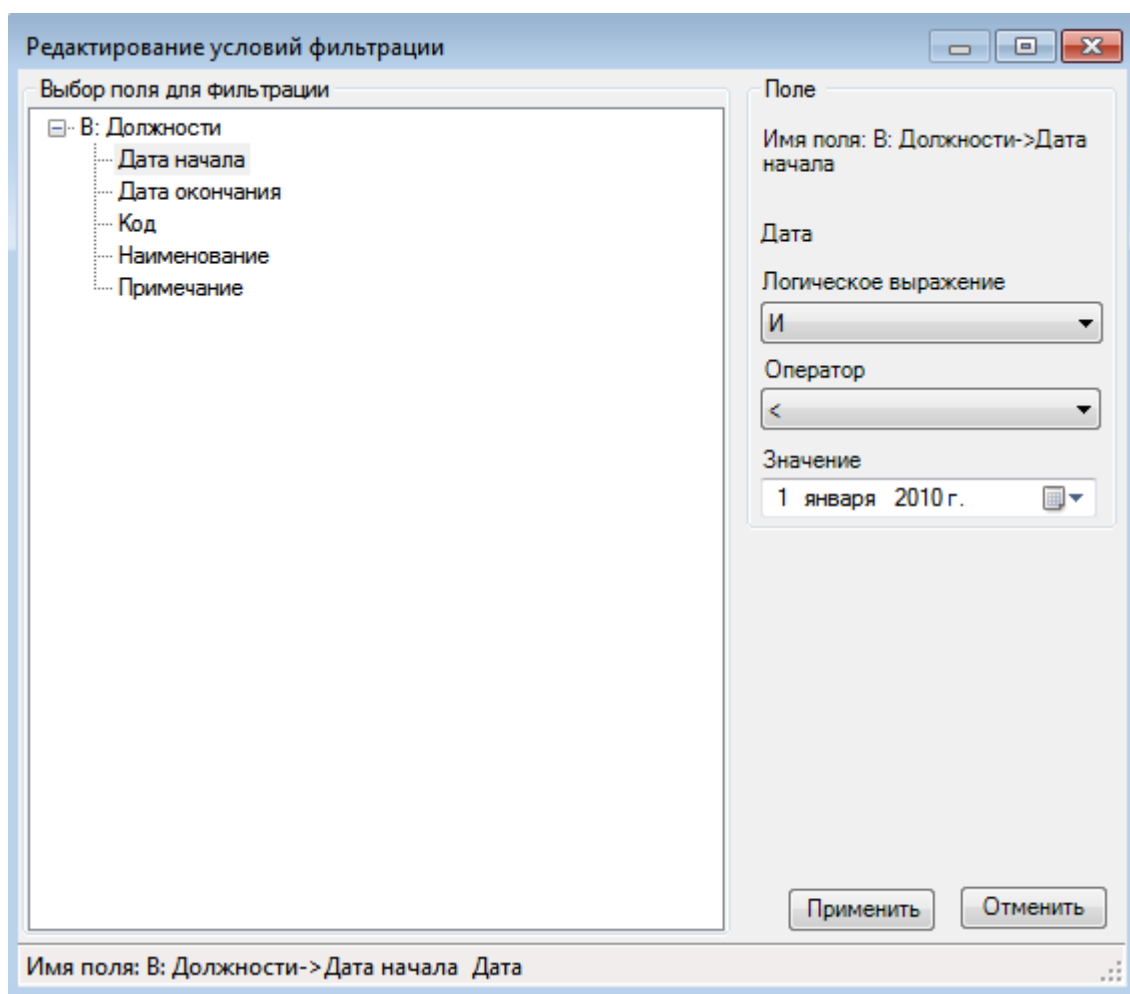 Редактирование условий фильтрации
Выбор поля для фильтрации
В: Должности
Дата начала
Дата окончания
Код
Наименование
Примечание
Поле
Имя поля: В: Должности->Дата
начала
Дата
Логическое выражение
И
Оператор
<
Значение
1 января 2010 г.
Применить
Отменить
Имя поля: В: Должности->Дата начала Дата